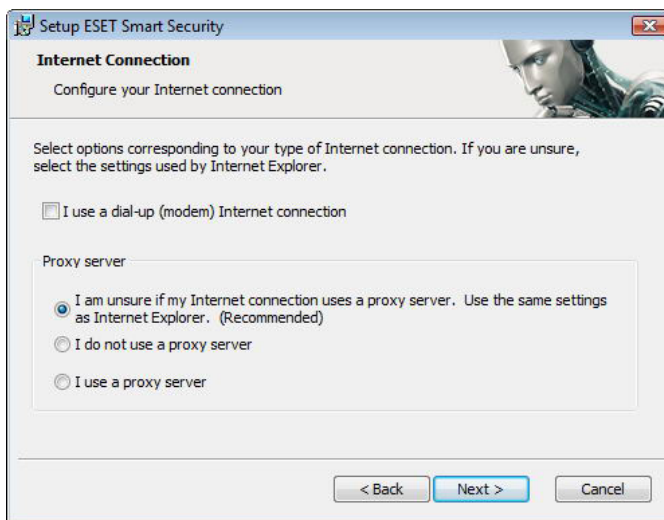 Setup ESET Smart Security
Internet Connection
Configure your Internet connection
Select options corresponding to your type of Internet connection. If you are unsure,
select the settings used by Internet Explorer.
I use a dial-up (modem) Internet connection
Proxy server
I am unsure if my Internet connection uses a proxy server.  Use the same settings
as Internet Explorer.  (Recommended)
I do not use a proxy server
I use a proxy server
< Back
Next >
Cancel